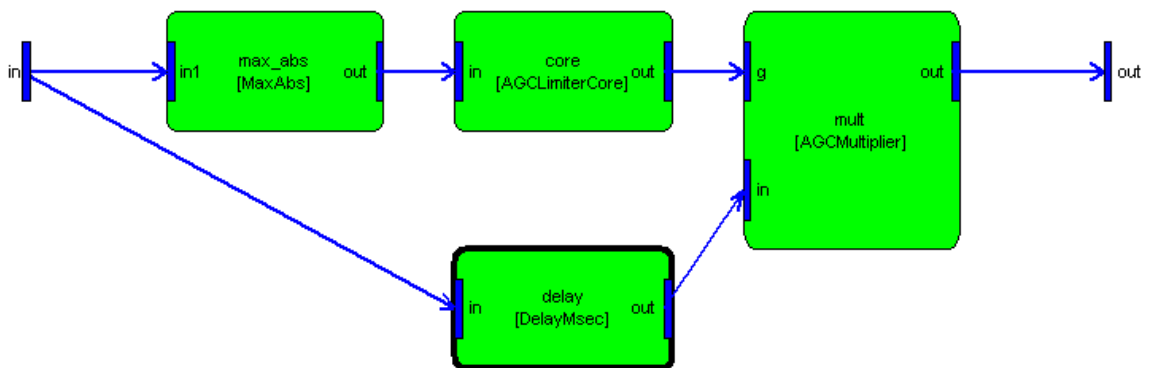 in
in1
max_abs
[MaxAbs]
out
in
core
[AGCLimiterCore]
out
g
in
mult
[AGCMultiplier]
out
out
in
delay
[DelayMsec]
out